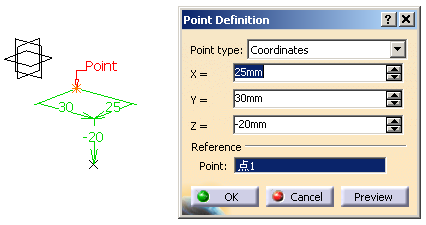 Point Definition
Point type: Coordinates
X = 25mm
Y = 30mm
Z = -20mm
Reference
Point: 点1
OK Cancel Preview
Point
30 25
-20